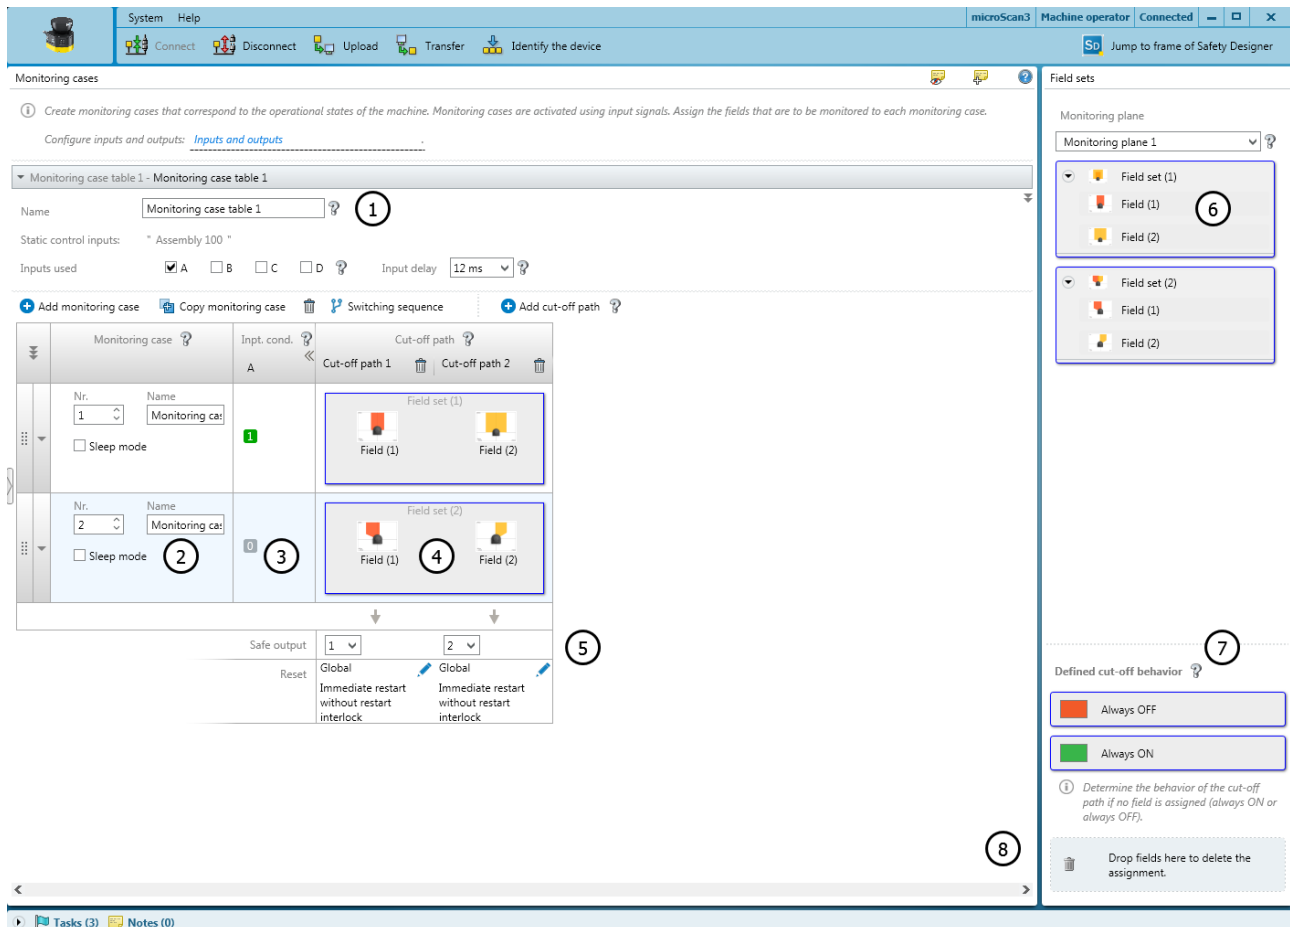 System Help
microScan3 Machine operator Connected
Connect Disconnect Upload Transfer Identify the device
SD Jump to frame of Safety Designer
Monitoring cases
Create monitoring cases that correspond to the operational states of the machine. Monitoring cases are activated using input signals. Assign the fields that are to be monitored to each monitoring case.
Configure inputs and outputs: Inputs and outputs
Monitoring case table 1 - Monitoring case table 1
Name Monitoring case table 1 1
Static control inputs: " Assembly 100 "
Inputs used A B C D Input delay 12 ms
Add monitoring case Copy monitoring case Switching sequence Add cut-off path
Monitoring case Inpt. cond. Cut-off path
A Cut-off path 1 Cut-off path 2
Nr. Name Field set (1)
1 Monitoring cas
Sleep mode 1
Field (1) Field (2)
Nr. Name Field set (2)
2 Monitoring cas
Sleep mode 2 0 3 4
Field (1) Field (2)
Safe output 1 2 5
Reset Global Global
Immediate restart Immediate restart
without restart without restart
interlock interlock
8
Field sets
Monitoring plane
Monitoring plane 1
Field set (1)
Field (1) 6
Field (2)
Field set (2)
Field (1)
Field (2)
7
Defined cut-off behavior
Always OFF
Always ON
Determine the behavior of the cut-off
path if no field is assigned (always ON or
always OFF).
Drop fields here to delete the
assignment.
Tasks (3) Notes (0)